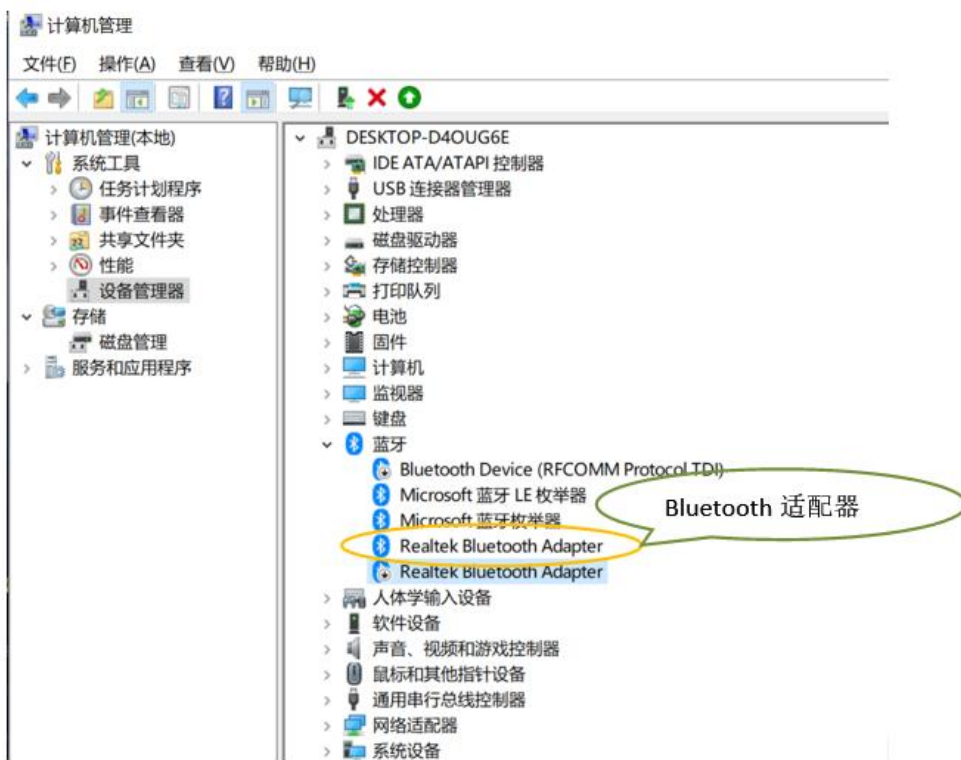 计算机管理
文件(F) 操作(A) 查看(V) 帮助(H)
计算机管理(本地)
系统工具
任务计划程序
事件查看器
共享文件夹
性能
设备管理器
存储
磁盘管理
服务和应用程序
DESKTOP-D4OUG6E
IDE ATA/ATAPI 控制器
USB 连接器管理器
处理器
磁盘驱动器
存储控制器
打印队列
电池
固件
计算机
监视器
键盘
蓝牙
Bluetooth Device (RFCOMM Protocol TDI)
Microsoft 蓝牙 LE 枚举器
Microsoft 蓝牙枚举器
Realtek Bluetooth Adapter
Realtek Bluetooth Adapter
人体学输入设备
软件设备
声音、视频和游戏控制器
鼠标和其他指针设备
通用串行总线控制器
网络适配器
系统设备
Bluetooth 适配器